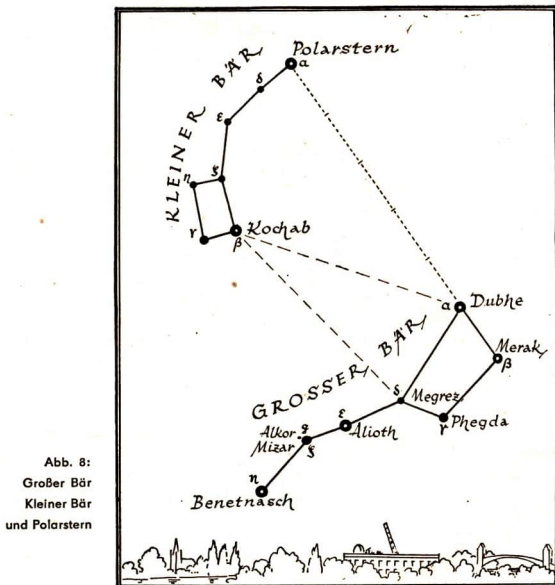 Polarstern
α
KLEINER BÄR
δ
ε
η
ζ
Kochab
γ
β
α
Dubhe
GROSSER BÄR
Merak
β
δ
Megrez
ε
γ
Phegda
Alkor
g
Alioth
Mizar
ζ
η
Benetnasch
Abb. 8:
Großer Bär
Kleiner Bär
und Polarstern